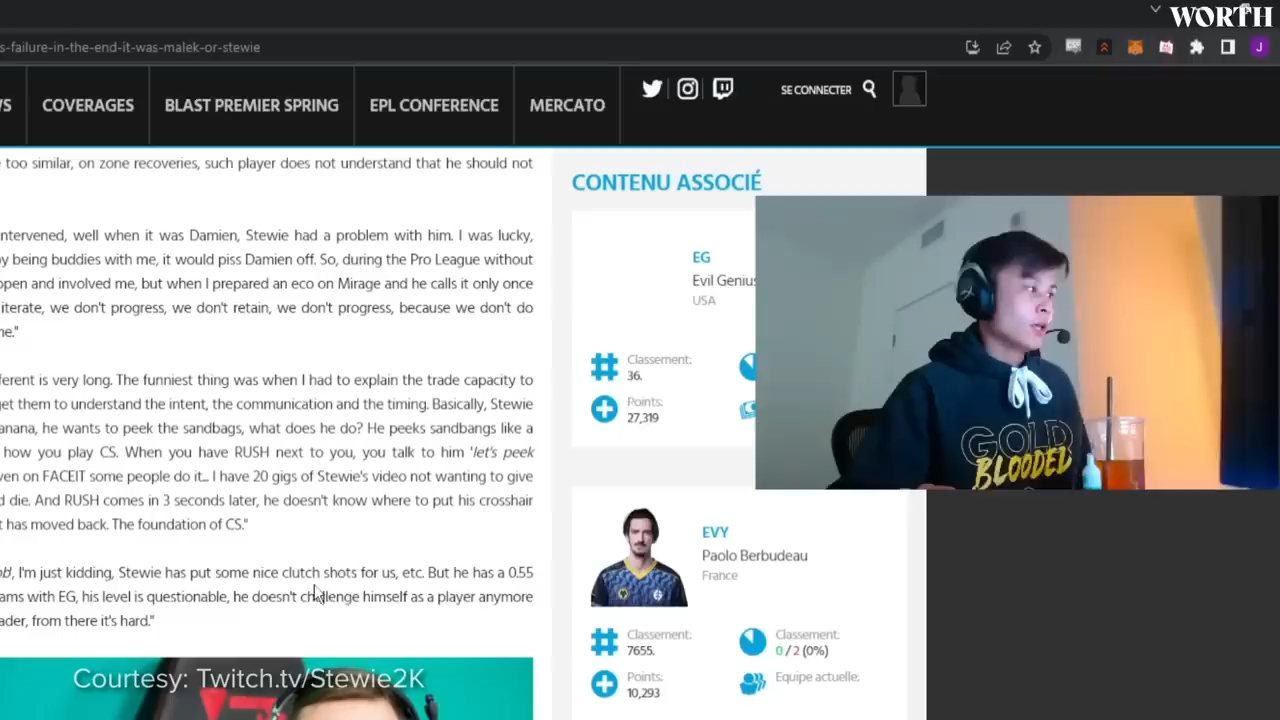 WORTH
s-failure-in-the-end-it-was-malek-or-stewie
J
COVERAGES
BLAST PREMIER SPRING
EPL CONFERENCE
MERCATO
SE CONNECTER
too similar, on zone recoveries, such player does not understand that he should not
ntervened, well when it was Damien, Stewie had a problem with him. I was lucky,
by being buddies with me, it would piss Damien off. So, during the Pro League without
open and involved me, but when I prepared an eco on Mirage and he calls it only once
iterate, we don't progress, we don't retain, we don't progress, because we don't do
ne."
ferent is very long. The funniest thing was when I had to explain the trade capacity to
get them to understand the intent, the communication and the timing. Basically, Stewie
anana, he wants to peek the sandbags, what does he do? He peeks sandbangs like a
how you play CS. When you have RUSH next to you, you talk to him 'let's peek
ven on FACEIT some people do it... I have 20 gigs of Stewie's video not wanting to give
d die. And RUSH comes in 3 seconds later, he doesn't know where to put his crosshair
t has moved back. The foundation of CS."
I'm just kidding, Stewie has put some nice clutch shots for us, etc. But he has a 0.55
ams with EG, his level is questionable, he doesn't challenge himself as a player anymore
ader, from there it's hard."
Courtesy: Twitch.tv/Stewie2K
CONTENU ASSOCIÉ
EG
Evil Genius
USA
Classement:
36.
Points:
27,319
EVY
Paolo Berbudeau
France
Classement:
7655.
Classement:
0 / 2 (0%)
Points:
10,293
Equipe actuelle:
GOLD
BLOODED